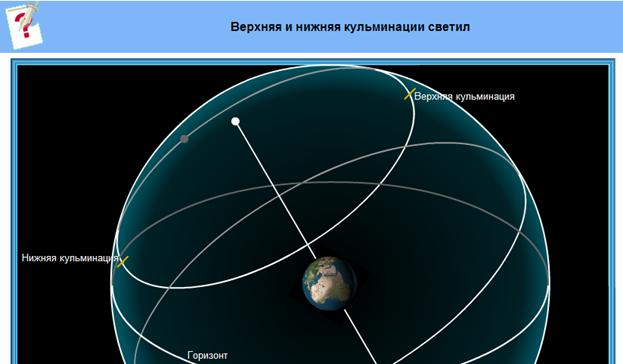 Верхняя и нижняя кульминации светил
Верхняя кульминация
Нижняя кульминация
Горизонт